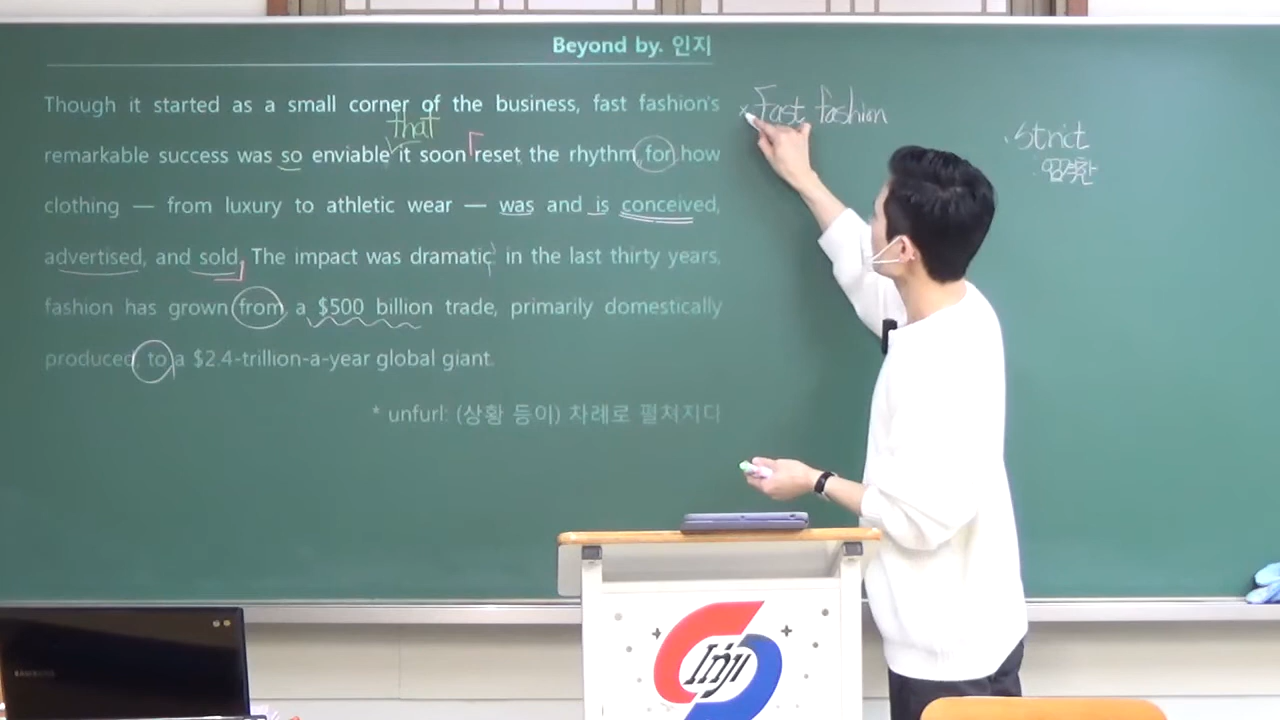 Beyond by. 인지
Though it started as a small corner of the business, fast fashion's
that
remarkable success was so enviable it soon reset the rhythm for how
clothing — from luxury to athletic wear — was and is conceived,
advertised, and sold. The impact was dramatic: in the last thirty years,
fashion has grown from a $500 billion trade, primarily domestically
produced, to a $2.4-trillion-a-year global giant.
* unfurl: (상황 등이) 차례로 펼쳐지다
* Fast fashion
· Strict
: 엄격한
Inji
SAMSUNG